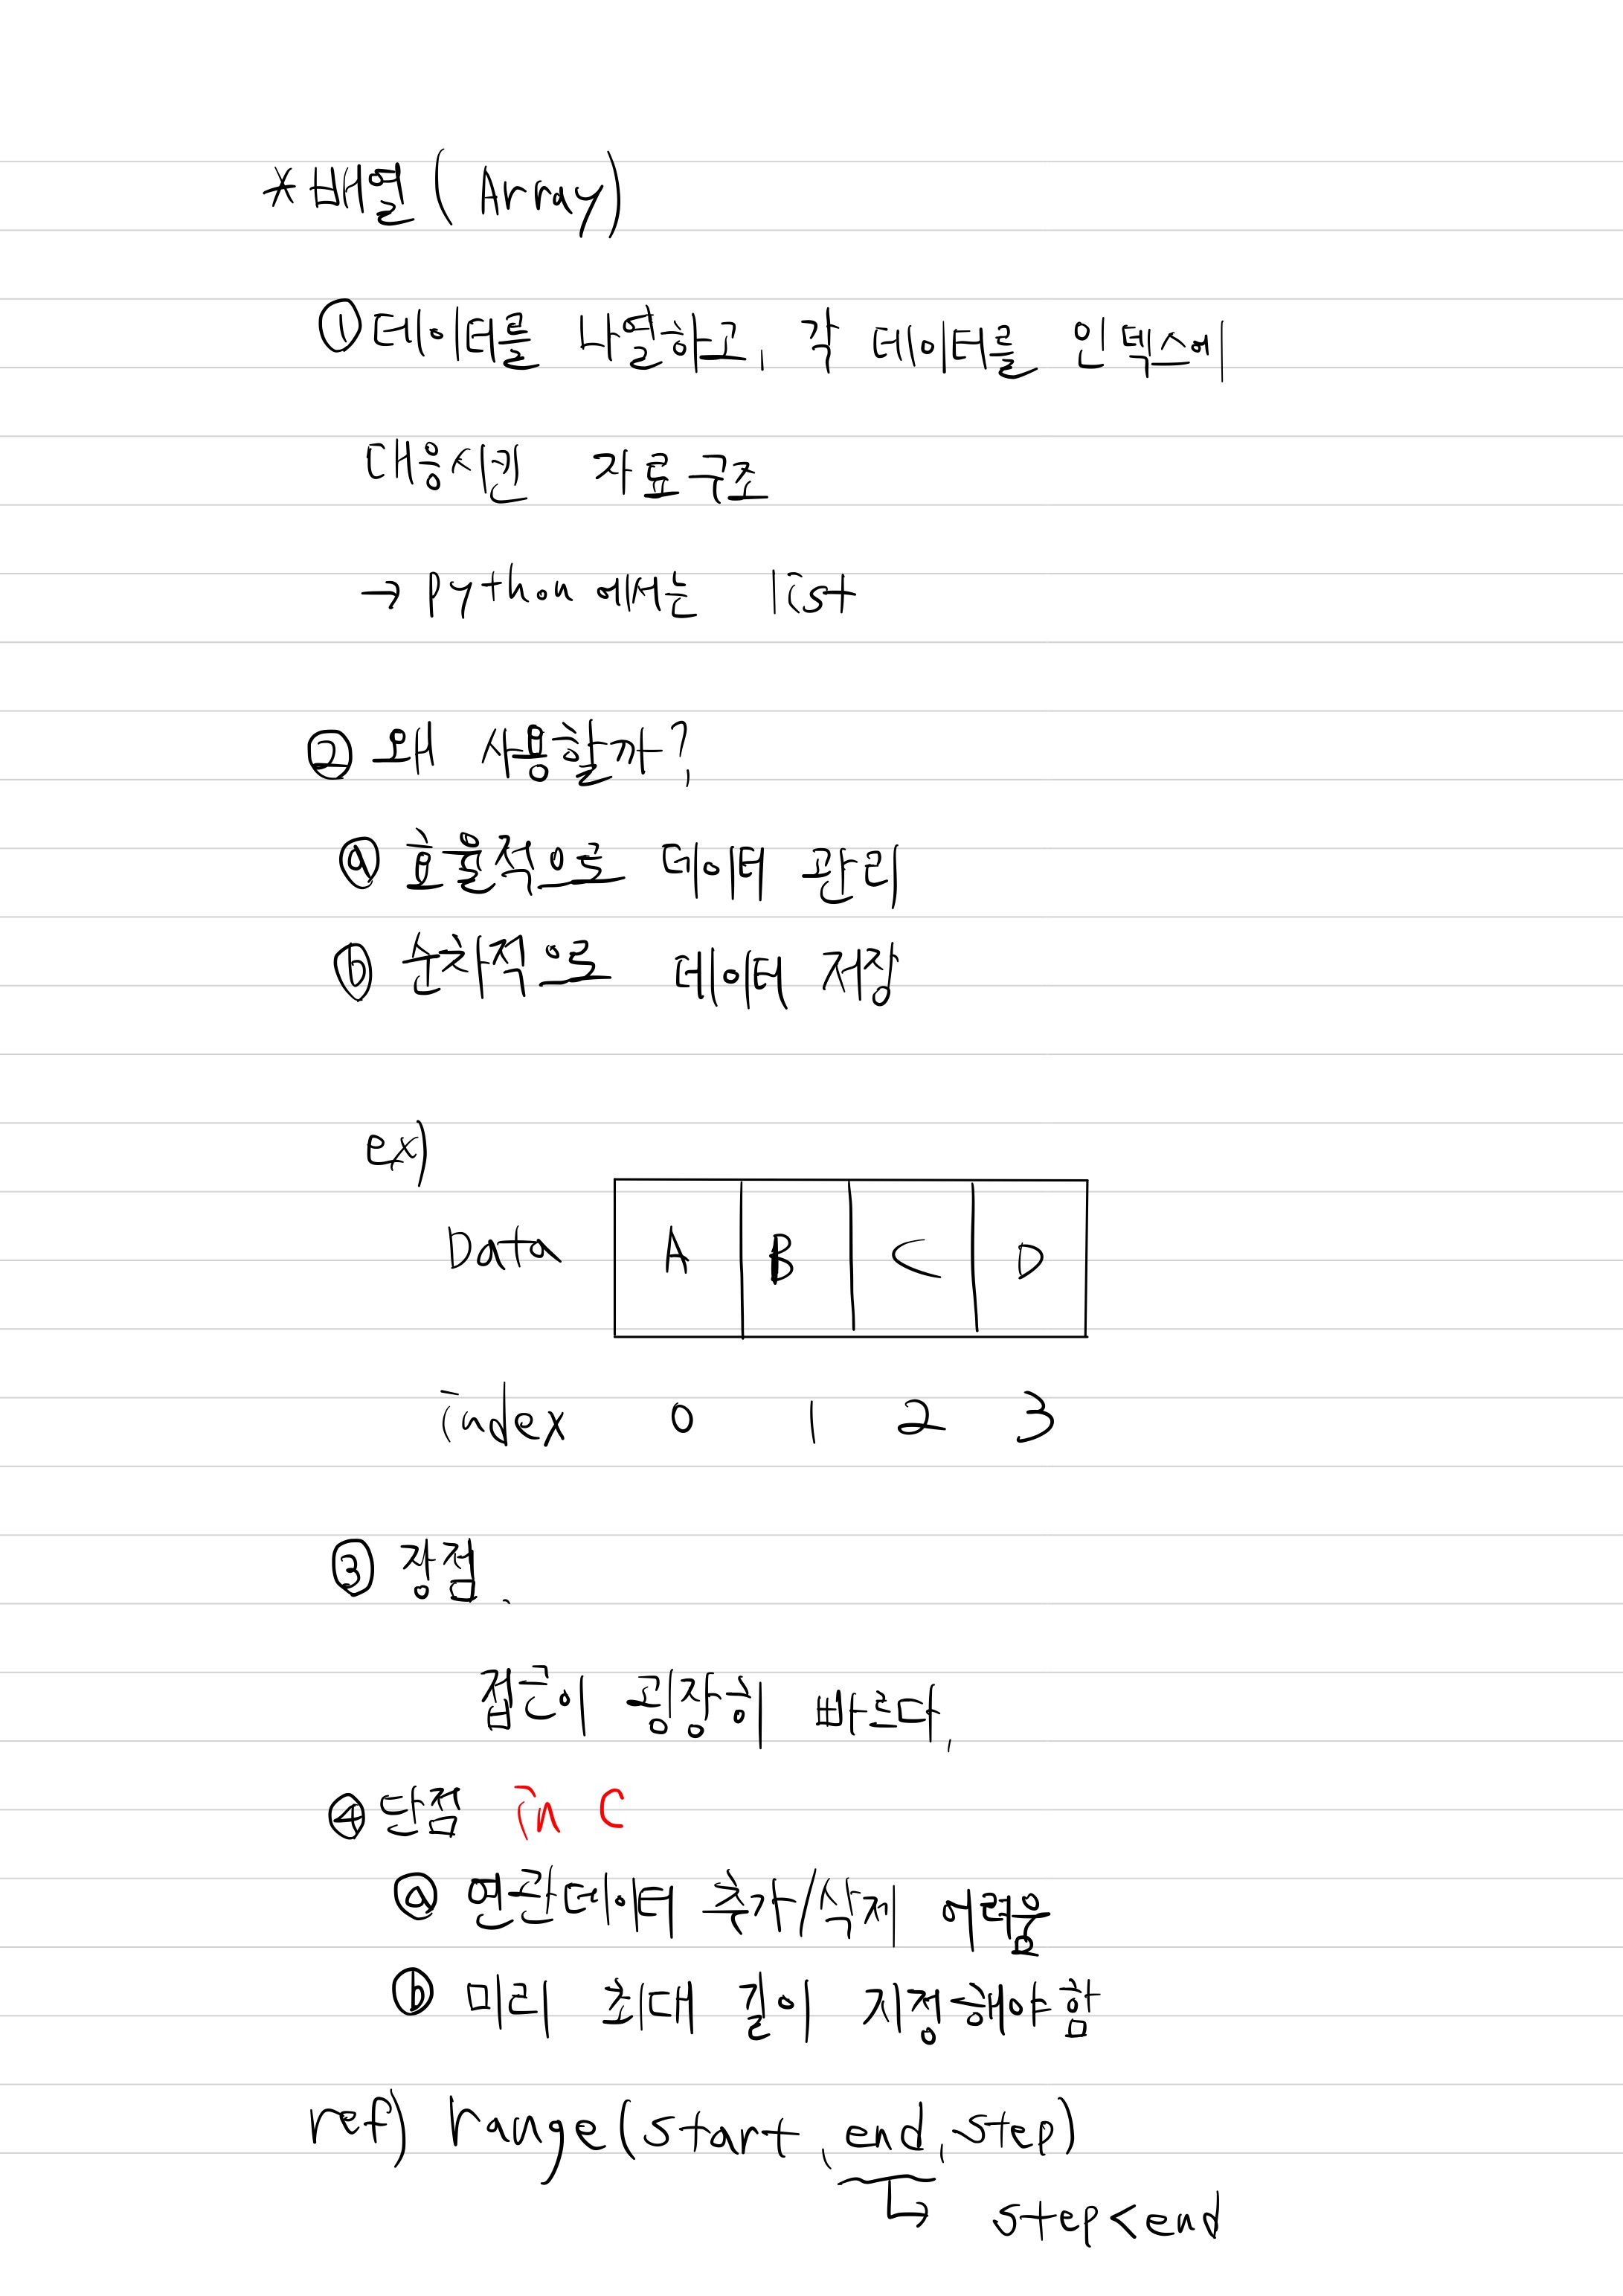 *배열 (Array)
① 데이터를 나열하고, 각 데이터를 인덱스에
대응시킨 자료구조
→ python 에서는 list
② 왜 사용할까?
ⓐ 효율적으로 데이터 관리
ⓑ 순차적으로 데이터 저장
ex)
Data A B C D
index 0 1 2 3
③ 장점.
접근이 굉장히 빠르다.
④ 단점 in C
ⓐ 연관데이터 추가/삭제 어려움
ⓑ 미리 최대 길이 지정해야함
ref) range(start, end, step)
↳ step<end